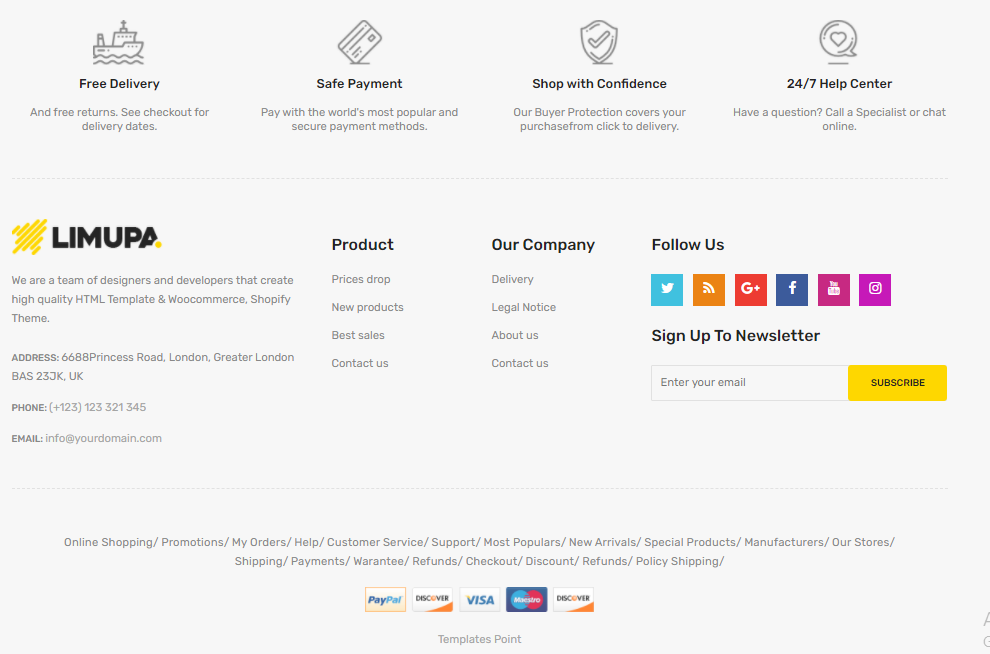 Free Delivery
And free returns. See checkout for
delivery dates.
Safe Payment
Pay with the world's most popular and
secure payment methods.
Shop with Confidence
Our Buyer Protection covers your
purchasefrom click to delivery.
24/7 Help Center
Have a question? Call a Specialist or chat
online.
LIMUPA.
We are a team of designers and developers that create
high quality HTML Template & Woocommerce, Shopify
Theme.
ADDRESS: 6688Princess Road, London, Greater London
BAS 23JK, UK
PHONE: (+123) 123 321 345
EMAIL: info@yourdomain.com
Product
Prices drop
New products
Best sales
Contact us
Our Company
Delivery
Legal Notice
About us
Contact us
Follow Us
G+
f
You
Tube
Sign Up To Newsletter
Enter your email
SUBSCRIBE
Online Shopping/ Promotions/ My Orders/ Help/ Customer Service/ Support/ Most Populars/ New Arrivals/ Special Products/ Manufacturers/ Our Stores/
Shipping/ Payments/ Warantee/ Refunds/ Checkout/ Discount/ Refunds/ Policy Shipping/
PayPal DISCOVER VISA Maestro DISCOVER
Templates Point